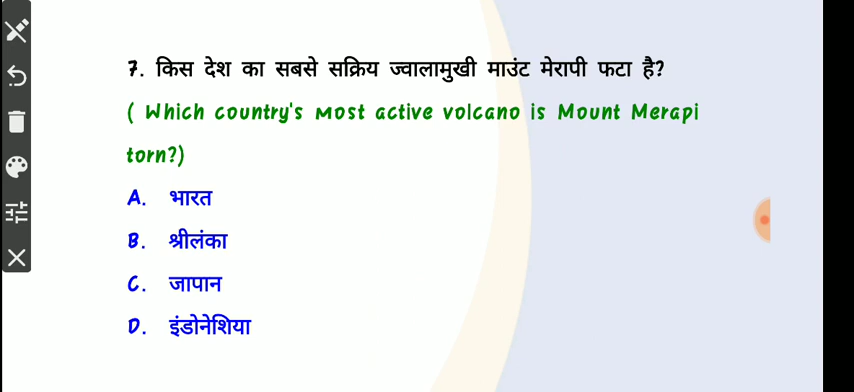 7. किस देश का सबसे सक्रिय ज्वालामुखी माउंट मेरापी फटा है?
( Which country's most active volcano is Mount Merapi
torn?)
A. भारत
B. श्रीलंका
C. जापान
D. इंडोनेशिया